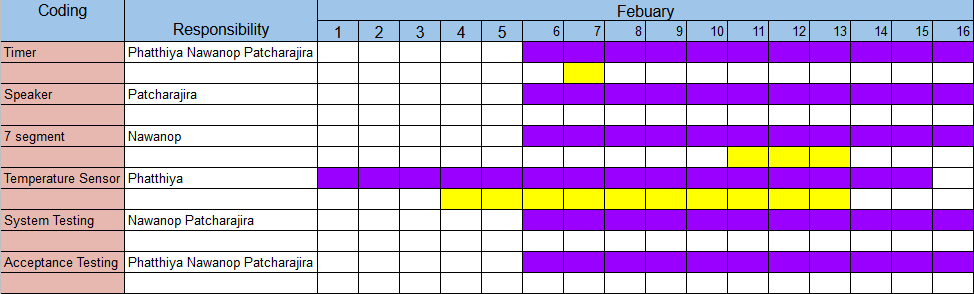 Coding Responsibility Febuary
1 2 3 4 5 6 7 8 9 10 11 12 13 14 15 16
Timer Phatthiya Nawanop Patcharajira
Speaker Patcharajira
7 segment Nawanop
Temperature Sensor Phatthiya
System Testing Nawanop Patcharajira
Acceptance Testing Phatthiya Nawanop Patcharajira